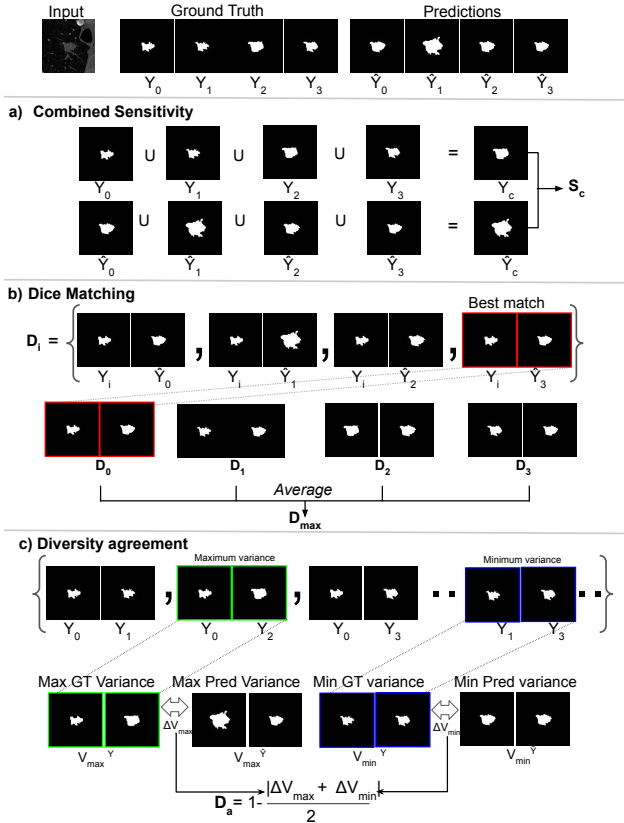 Input Ground Truth Predictions
Y0 Y1 Y2 Y3 Ŷ0 Ŷ1 Ŷ2 Ŷ3
a) Combined Sensitivity
U U U =
Y0 Y1 Y2 Y3 Yc
Sc
U U U =
Ŷ0 Ŷ1 Ŷ2 Ŷ3 Ŷc
b) Dice Matching
Best match
Di = { , , , }
Yi Ŷ0 Yi Ŷ1 Yi Ŷ2 Yi Ŷ3
D0 D1 D2 D3
Average
Dmax
c) Diversity agreement
Maximum variance Minimum variance
{ , , .. .. }
Y0 Y1 Y0 Y2 Y0 Y3 Y1 Y3
Max GT Variance Max Pred Variance Min GT variance Min Pred variance
ΔVmax ΔVmin
Vmax Y Vmax Ŷ Vmin Y Vmin Ŷ
Da = 1- |ΔVmax + ΔVmin|
2